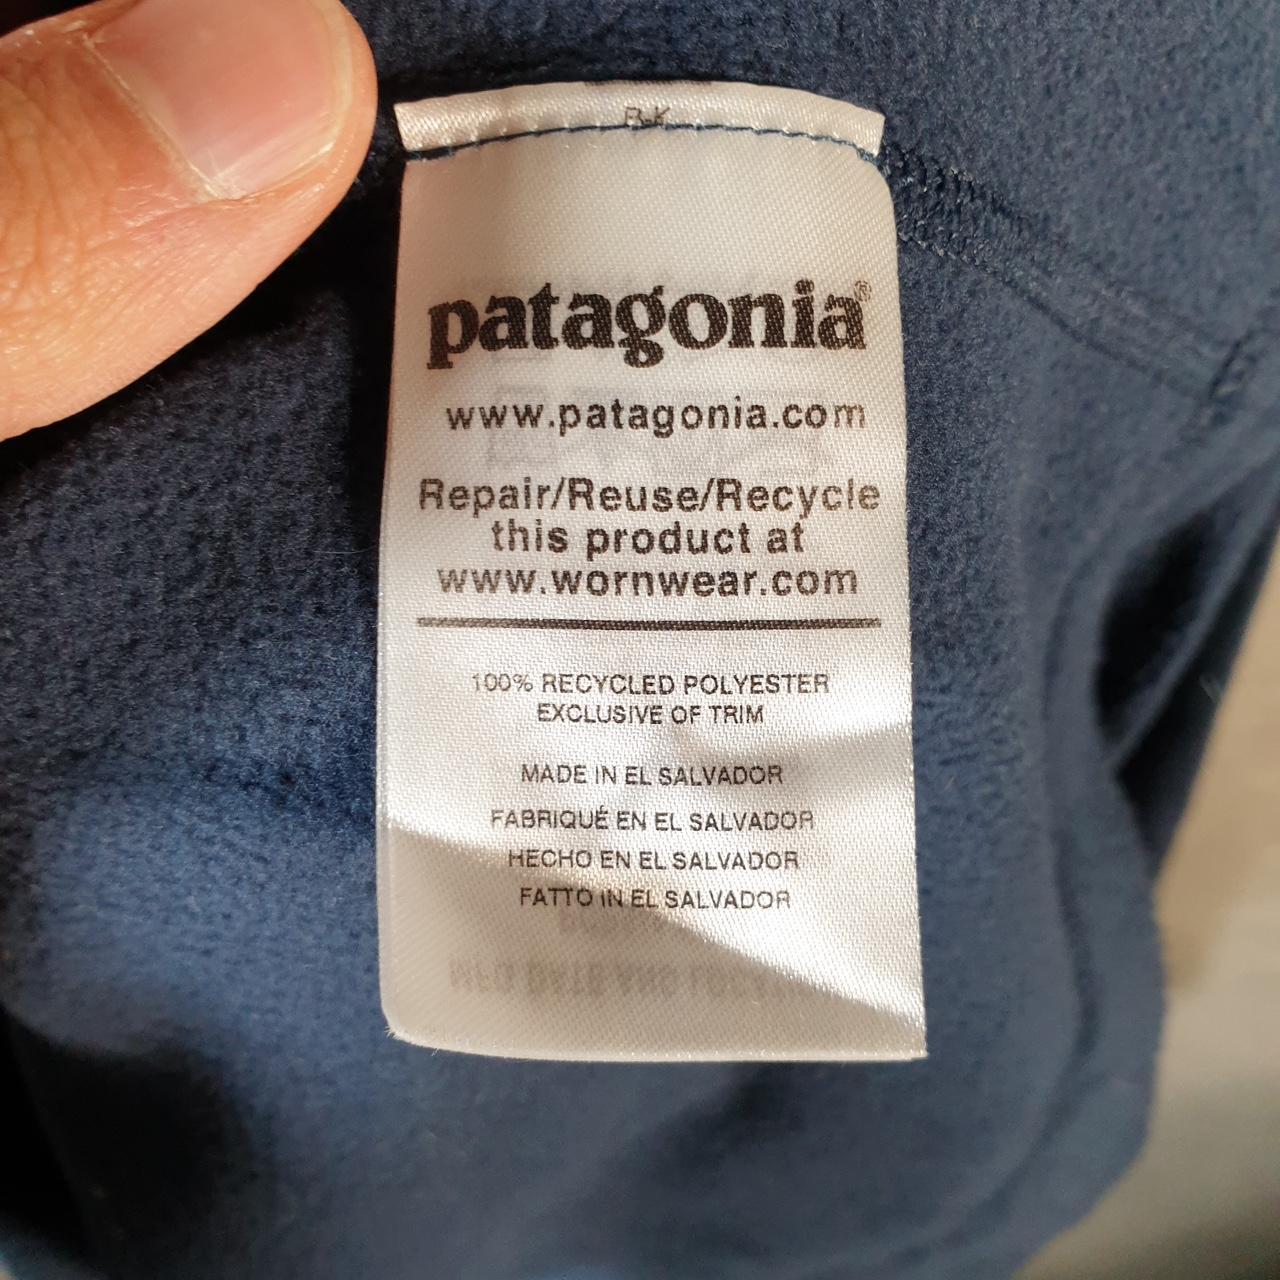 R-K
patagonia®
www.patagonia.com
Repair/Reuse/Recycle
this product at
www.wornwear.com
100% RECYCLED POLYESTER
EXCLUSIVE OF TRIM
MADE IN EL SALVADOR
FABRIQUÉ EN EL SALVADOR
HECHO EN EL SALVADOR
FATTO IN EL SALVADOR